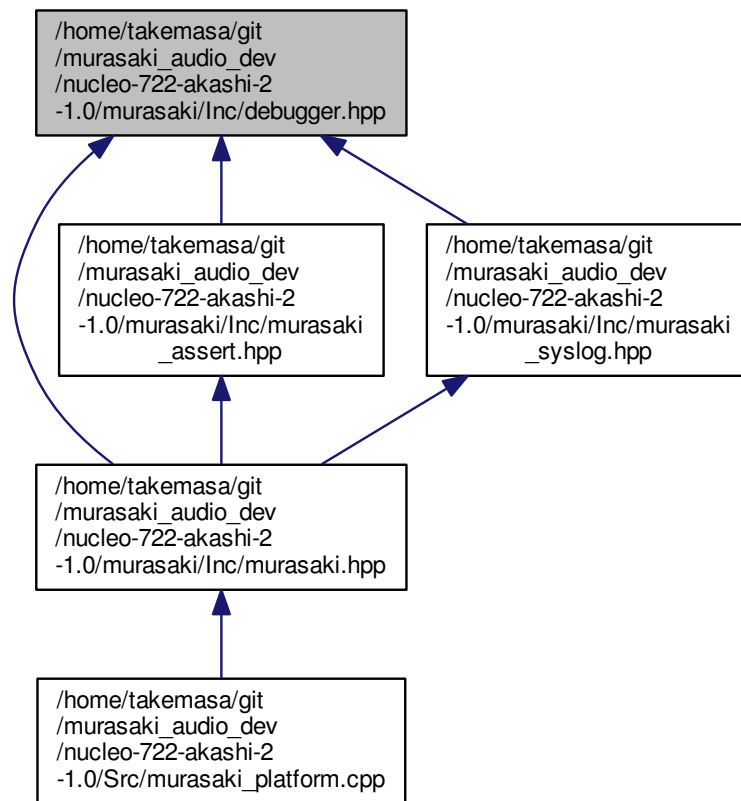 /home/takemasa/git
/murasaki_audio_dev
/nucleo-722-akashi-2
-1.0/murasaki/Inc/debugger.hpp
/home/takemasa/git
/murasaki_audio_dev
/nucleo-722-akashi-2
-1.0/murasaki/Inc/murasaki
_assert.hpp
/home/takemasa/git
/murasaki_audio_dev
/nucleo-722-akashi-2
-1.0/murasaki/Inc/murasaki
_syslog.hpp
/home/takemasa/git
/murasaki_audio_dev
/nucleo-722-akashi-2
-1.0/murasaki/Inc/murasaki.hpp
/home/takemasa/git
/murasaki_audio_dev
/nucleo-722-akashi-2
-1.0/Src/murasaki_platform.cpp